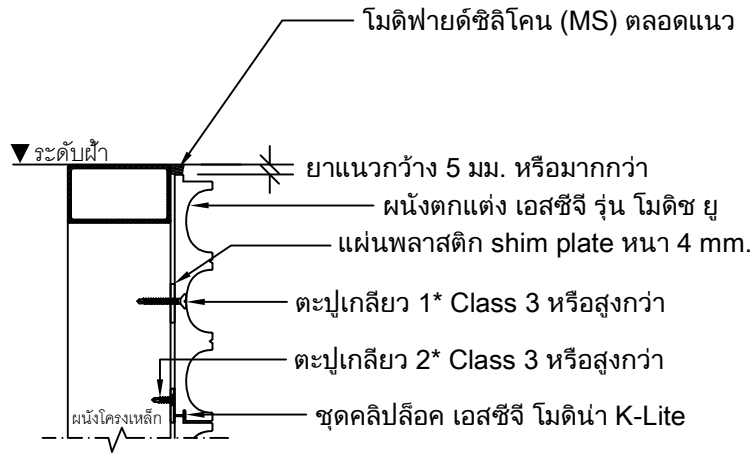 โมดิฟายด์ซิลิโคน (MS) ตลอดแนว
ระดับฝ้า
ยาแนวกว้าง 5 มม. หรือมากกว่า
ผนังตกแต่ง เอสซีจี รุ่น โมดิช ยู
แผ่นพลาสติก shim plate หนา 4 mm.
ตะปูเกลียว 1* Class 3 หรือสูงกว่า
ตะปูเกลียว 2* Class 3 หรือสูงกว่า
ผนังโครงเหล็ก
ชุดคลิปล็อค เอสซีจี โมดิน่า K-Lite